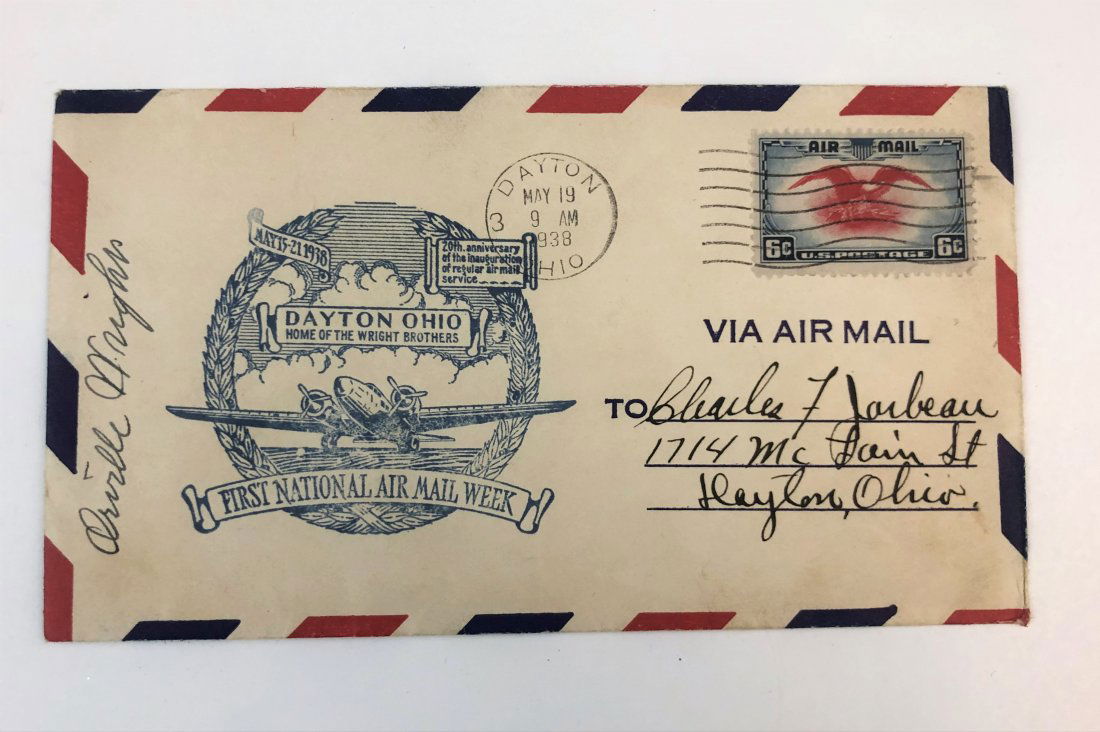 Orville Wright
MAY 15-21 1938
20th. anniversary
of the inauguration
of regular air mail
service
DAYTON OHIO
HOME OF THE WRIGHT BROTHERS
FIRST NATIONAL AIR MAIL WEEK
DAYTON
MAY 19
9 AM
1938
OHIO
3
AIR MAIL
6¢ 6¢
U.S. POSTAGE
VIA AIR MAIL
TO Charles F Jarbeau
1714 Mc Dain St
Dayton, Ohio.